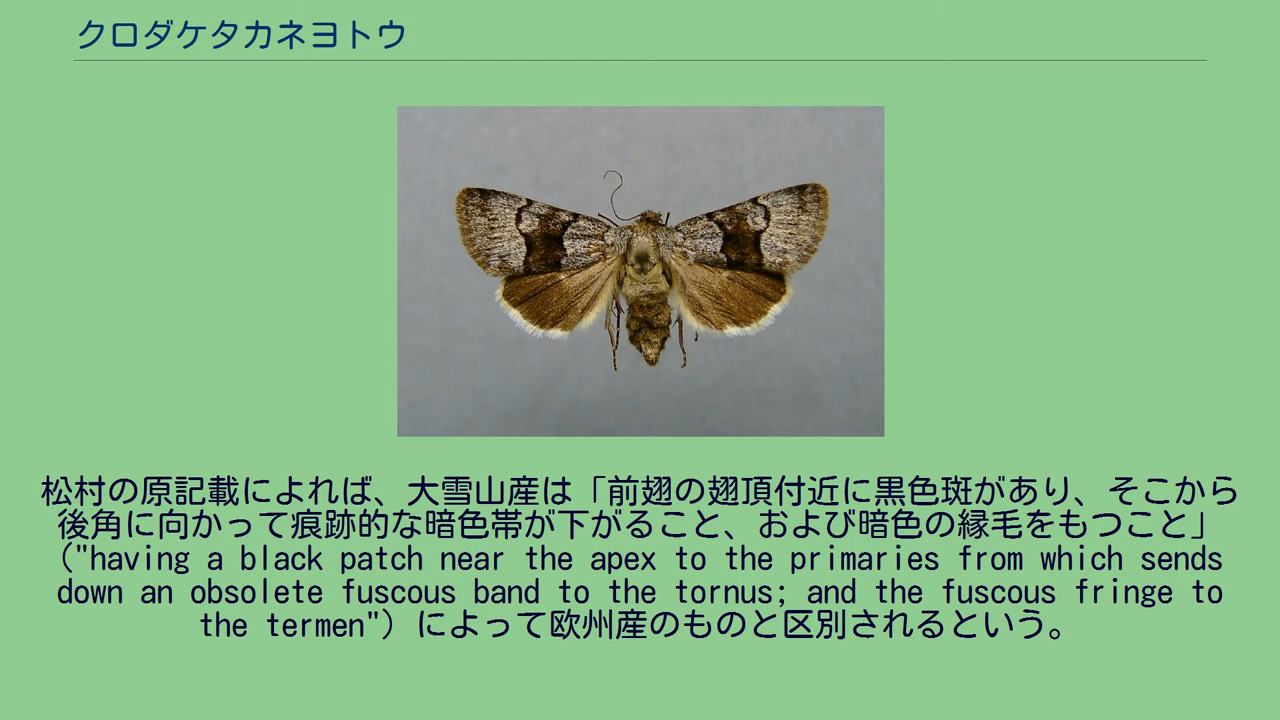 クロダケタカネヨトウ
松村の原記載によれば、大雪山産は「前翅の翅頂付近に黒色斑があり、そこから
後角に向かって痕跡的な暗色帯が下がること、および暗色の縁毛をもつこと」
("having a black patch near the apex to the primaries from which sends
down an obsolete fuscous band to the tornus; and the fuscous fringe to
the termen") によって欧州産のものと区別されるという。